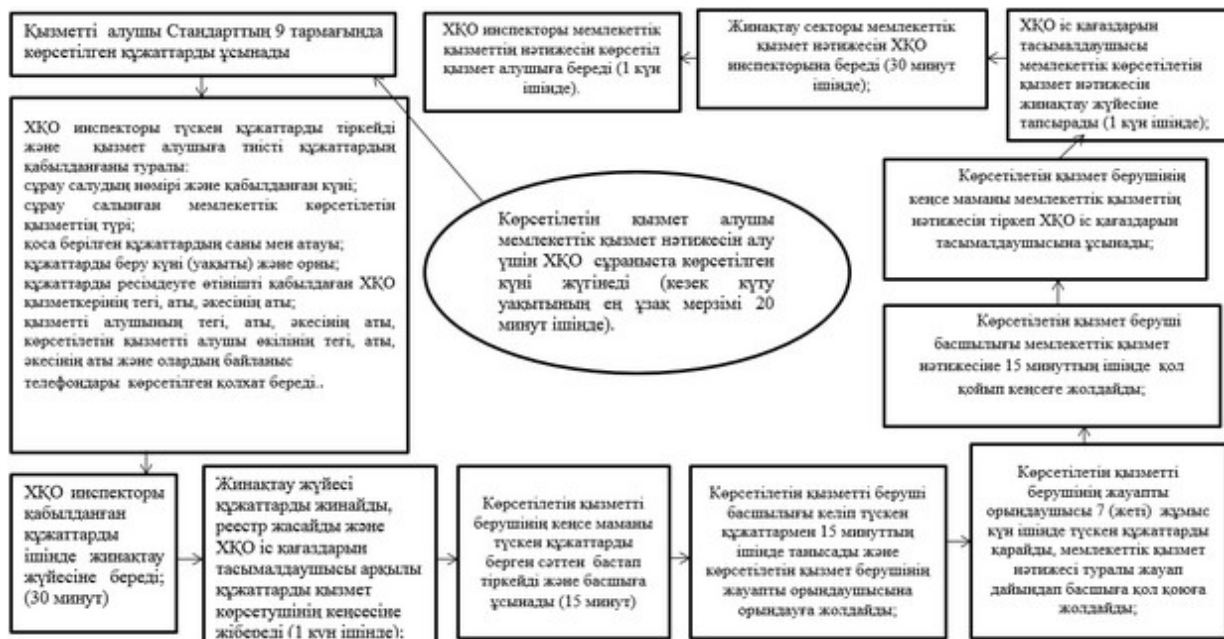 Қызметті алушы Стандарттың 9 тармағында
көрсетілген құжаттарды ұсынады
ХҚО инспекторы түскен құжаттарды тіркейді
және қызмет алушыға тиісті құжаттардың
қабылданғаны туралы:
сұрау салудың нөмірі және қабылданған күні;
сұрау салынған мемлекеттік көрсетілетін
қызметтің түрі;
қоса берілген құжаттардың саны мен атауы;
құжаттарды беру күні (уақыты) және орны;
құжаттарды ресімдеуге өтінішті қабылдаған ХҚО
қызметкерінің тегі, аты, әкесінің аты;
қызметті алушының тегі, аты, әкесінің аты,
көрсетілетін қызметті алушы өкілінің тегі, аты,
әкесінің аты және олардың байланыс
телефондары көрсетілген қолхат береді..
ХҚО инспекторы
қабылданған
құжаттарды
ішінде жинақтау
жүйесіне береді;
(30 минут)
Жинақтау жүйесі
құжаттарды жинайды,
реестр жасайды және
ХҚО іс қағаздарын
тасымалдаушысы арқылы
құжаттарды қызмет
көрсетушінің кеңсесіне
жібереді (1 күн ішінде);
Көрсетілетін қызметті
берушінің кеңсе маманы
түскен құжаттарды
берген сәттен бастап
тіркейді және басшыға
ұсынады (15 минут)
Көрсетілетін қызметті беруші
басшылығы келіп түскен
құжаттармен 15 минуттың
ішінде танысады және
көрсетілетін қызмет берушінің
жауапты орындаушысына
орындауға жолдайды;
Көрсетілетін қызметті
берушінің жауапты
орындаушысы 7 (жеті) жұмыс
күн ішінде түскен құжаттарды
қарайды, мемлекеттік қызмет
нәтижесі туралы жауап
дайындап басшыға қол қоюға
жолдайды;
Көрсетілетін қызмет беруші
басшылығы мемлекеттік қызмет
нәтижесіне 15 минуттың ішінде қол
қойып кеңсеге жолдайды;
Көрсетілетін қызмет берушінің
кеңсе маманы мемлекеттік қызметтің
нәтижесін тіркеп ХҚО іс қағаздарын
тасымалдаушысына ұсынады;
ХҚО іс қағаздарын
тасымалдаушысы
мемлекеттік көрсетілетін
қызмет нәтижесін
жинақтау жүйесіне
тапсырады (1 күн ішінде);
Жинақтау секторы мемлекеттік
қызмет нәтижесін ХҚО
инспекторына береді (30 минут
ішінде);
ХҚО инспекторы мемлекеттік
қызметтің нәтижесін көрсетіл
қызмет алушыға береді (1 күн
ішінде).
Көрсетілетін қызмет алушы
мемлекеттік қызмет нәтижесін алу
үшін ХҚО сұраныста көрсетілген
күні жүгінеді (кезек күту
уақытының ең ұзақ мерзімі 20
минут ішінде).